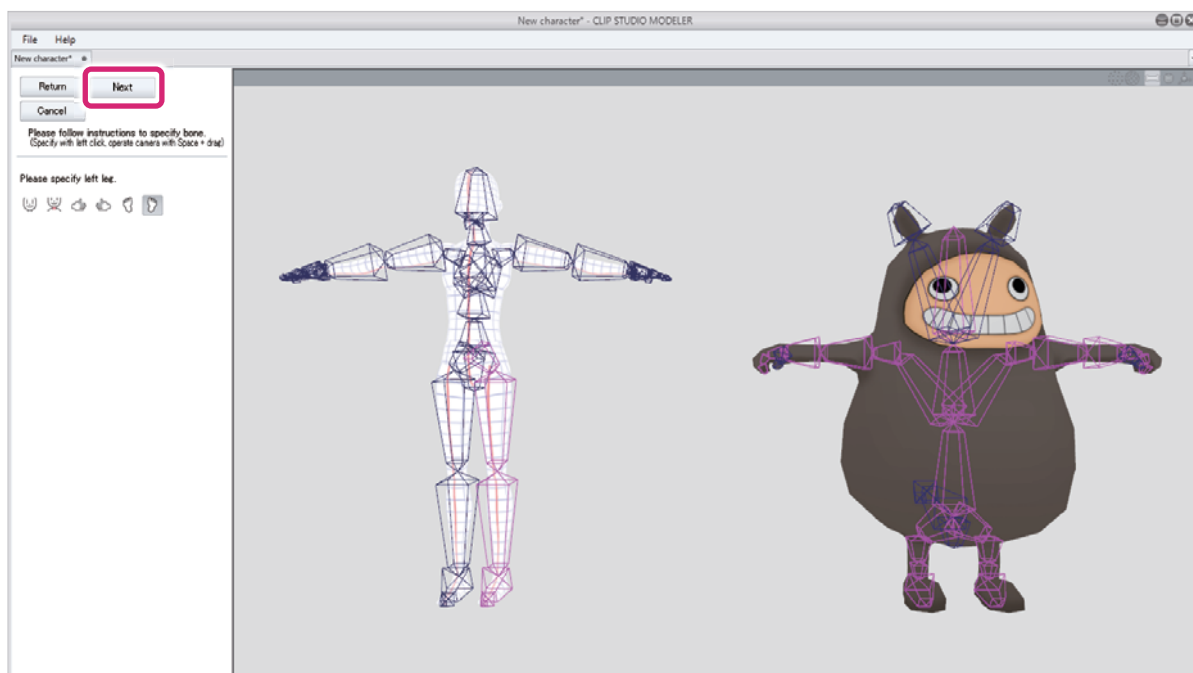 New character* - CLIP STUDIO MODELER
File Help
New character*
Return Next
Cancel
Please follow instructions to specify bone.
(Specify with left click, operate camera with Space + drag)
Please specify left leg.